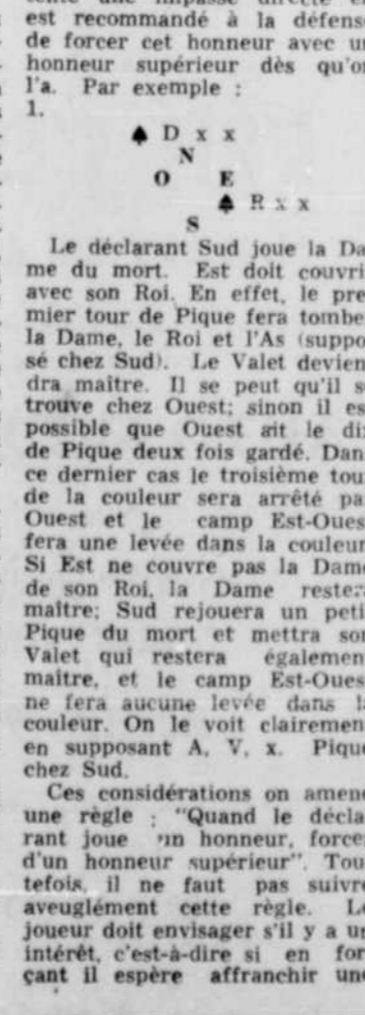 est recommandé à la défens
de forcer cet honneur avec u
honneur supérieur dès qu'o
l'a. Par exemple :
1.
♠ D x x
N
O E
♠ R x x
S
Le déclarant Sud joue la Da
me du mort. Est doit couvri
avec son Roi. En effet, le pre
mier tour de Pique fera tombe
la Dame, le Roi et l'As (suppo
sé chez Sud). Le Valet devien
dra maître. Il se peut qu'il s
trouve chez Ouest; sinon il es
possible que Ouest ait le di
de Pique deux fois gardé. Dan
ce dernier cas le troisième tou
de la couleur sera arrêté pa
Ouest et le camp Est-Oues
fera une levée dans la couleur
Si Est ne couvre pas la Dame
de son Roi, la Dame rester
maître; Sud rejouera un peti
Pique du mort et mettra son
Valet qui restera égalemen
maître, et le camp Est-Oues
ne fera aucune levée dans l
couleur. On le voit clairemen
en supposant A, V, x. Pique
chez Sud.
Ces considérations on amené
une règle : "Quand le décla
rant joue un honneur, force
d'un honneur supérieur". Tou
tefois, il ne faut pas suivre
aveuglément cette règle. Le
joueur doit envisager s'il y a un
intérêt, c'est-à-dire si en for
çant il espère affranchir une